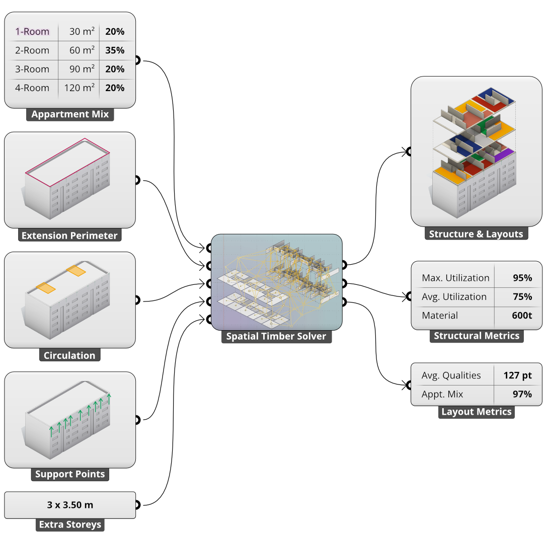 1-Room 30 m² 20%
2-Room 60 m² 35%
3-Room 90 m² 20%
4-Room 120 m² 20%
Appartment Mix
Extension Perimeter
Circulation
Support Points
3 x 3.50 m
Extra Storeys
Spatial Timber Solver
Structure & Layouts
Max. Utilization 95%
Avg. Utilization 75%
Material 600t
Structural Metrics
Avg. Qualities 127 pt
Appt. Mix 97%
Layout Metrics